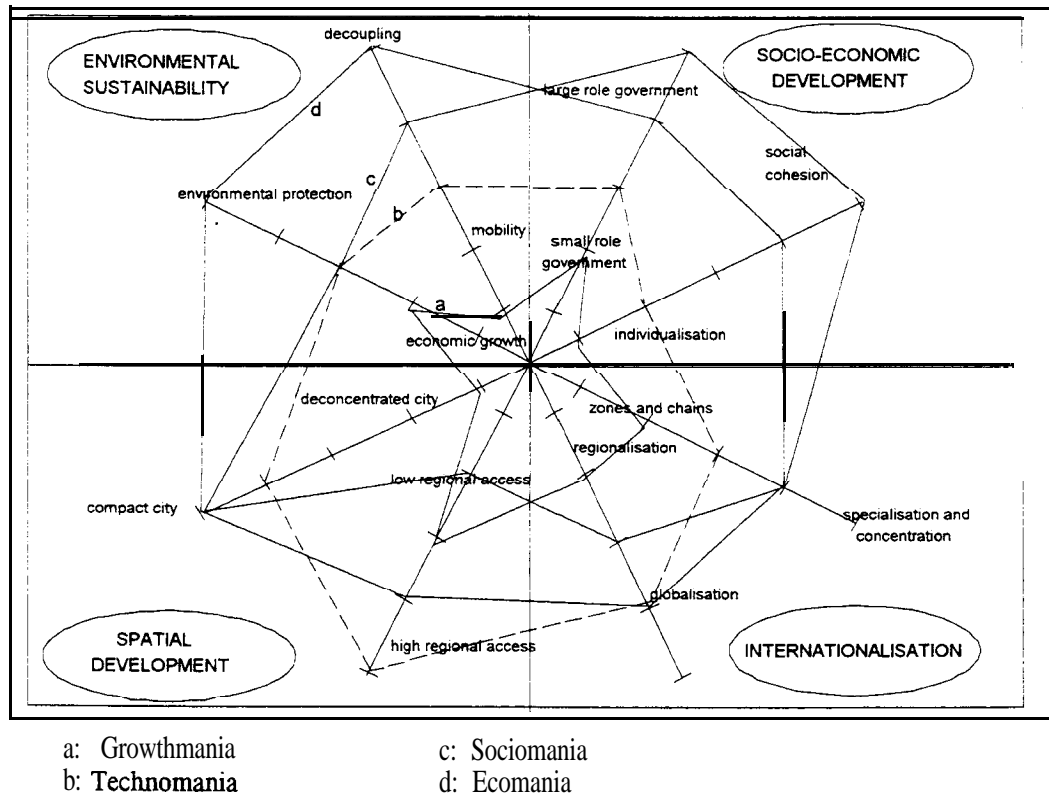 decoupling
ENVIRONMENTAL
SUSTAINABILITY
SOCIO-ECONOMIC
DEVELOPMENT
large role government
d
social
cohesion
c
environmental protection
b
mobility
small role
government
a
economic growth
individualisation
deconcentrated city
zones and chains
regionalisation
low regional access
compact city
specialisation and
concentration
globalisation
SPATIAL
DEVELOPMENT
high regional access
INTERNATIONALISATION
a: Growthmania
c: Sociomania
b: Technomania
d: Ecomania